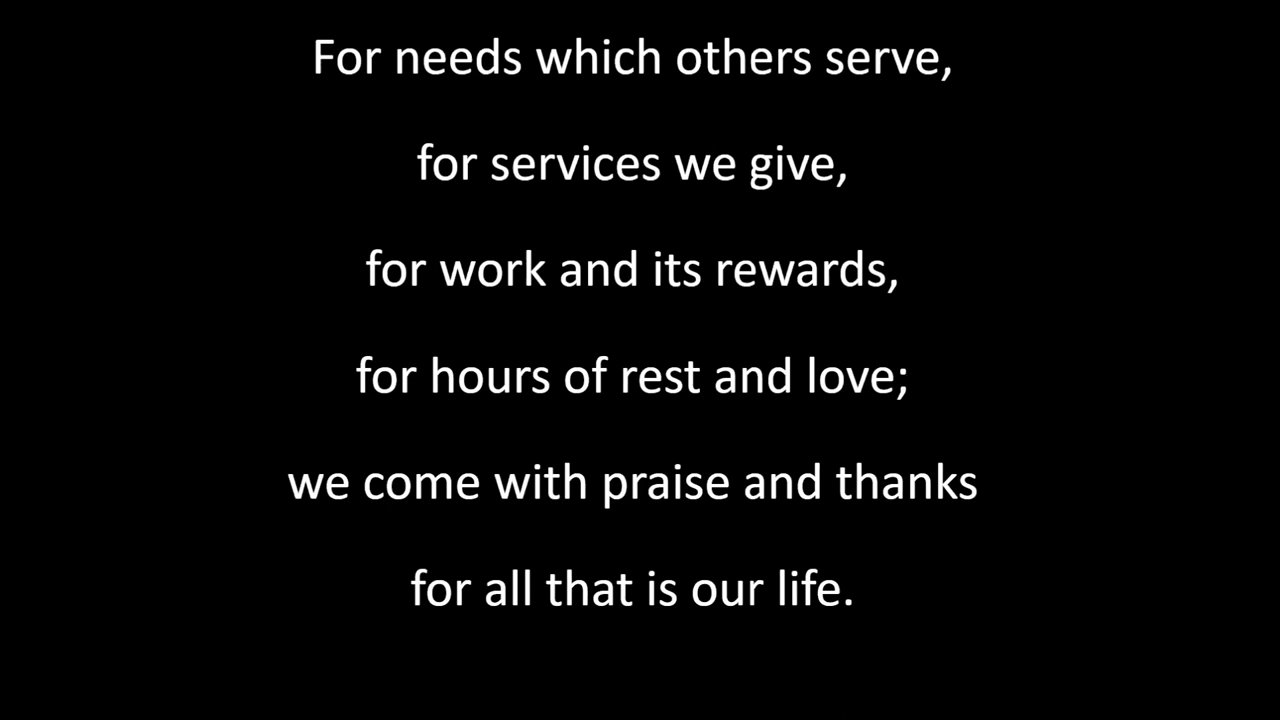 For needs which others serve,
for services we give,
for work and its rewards,
for hours of rest and love;
we come with praise and thanks
for all that is our life.